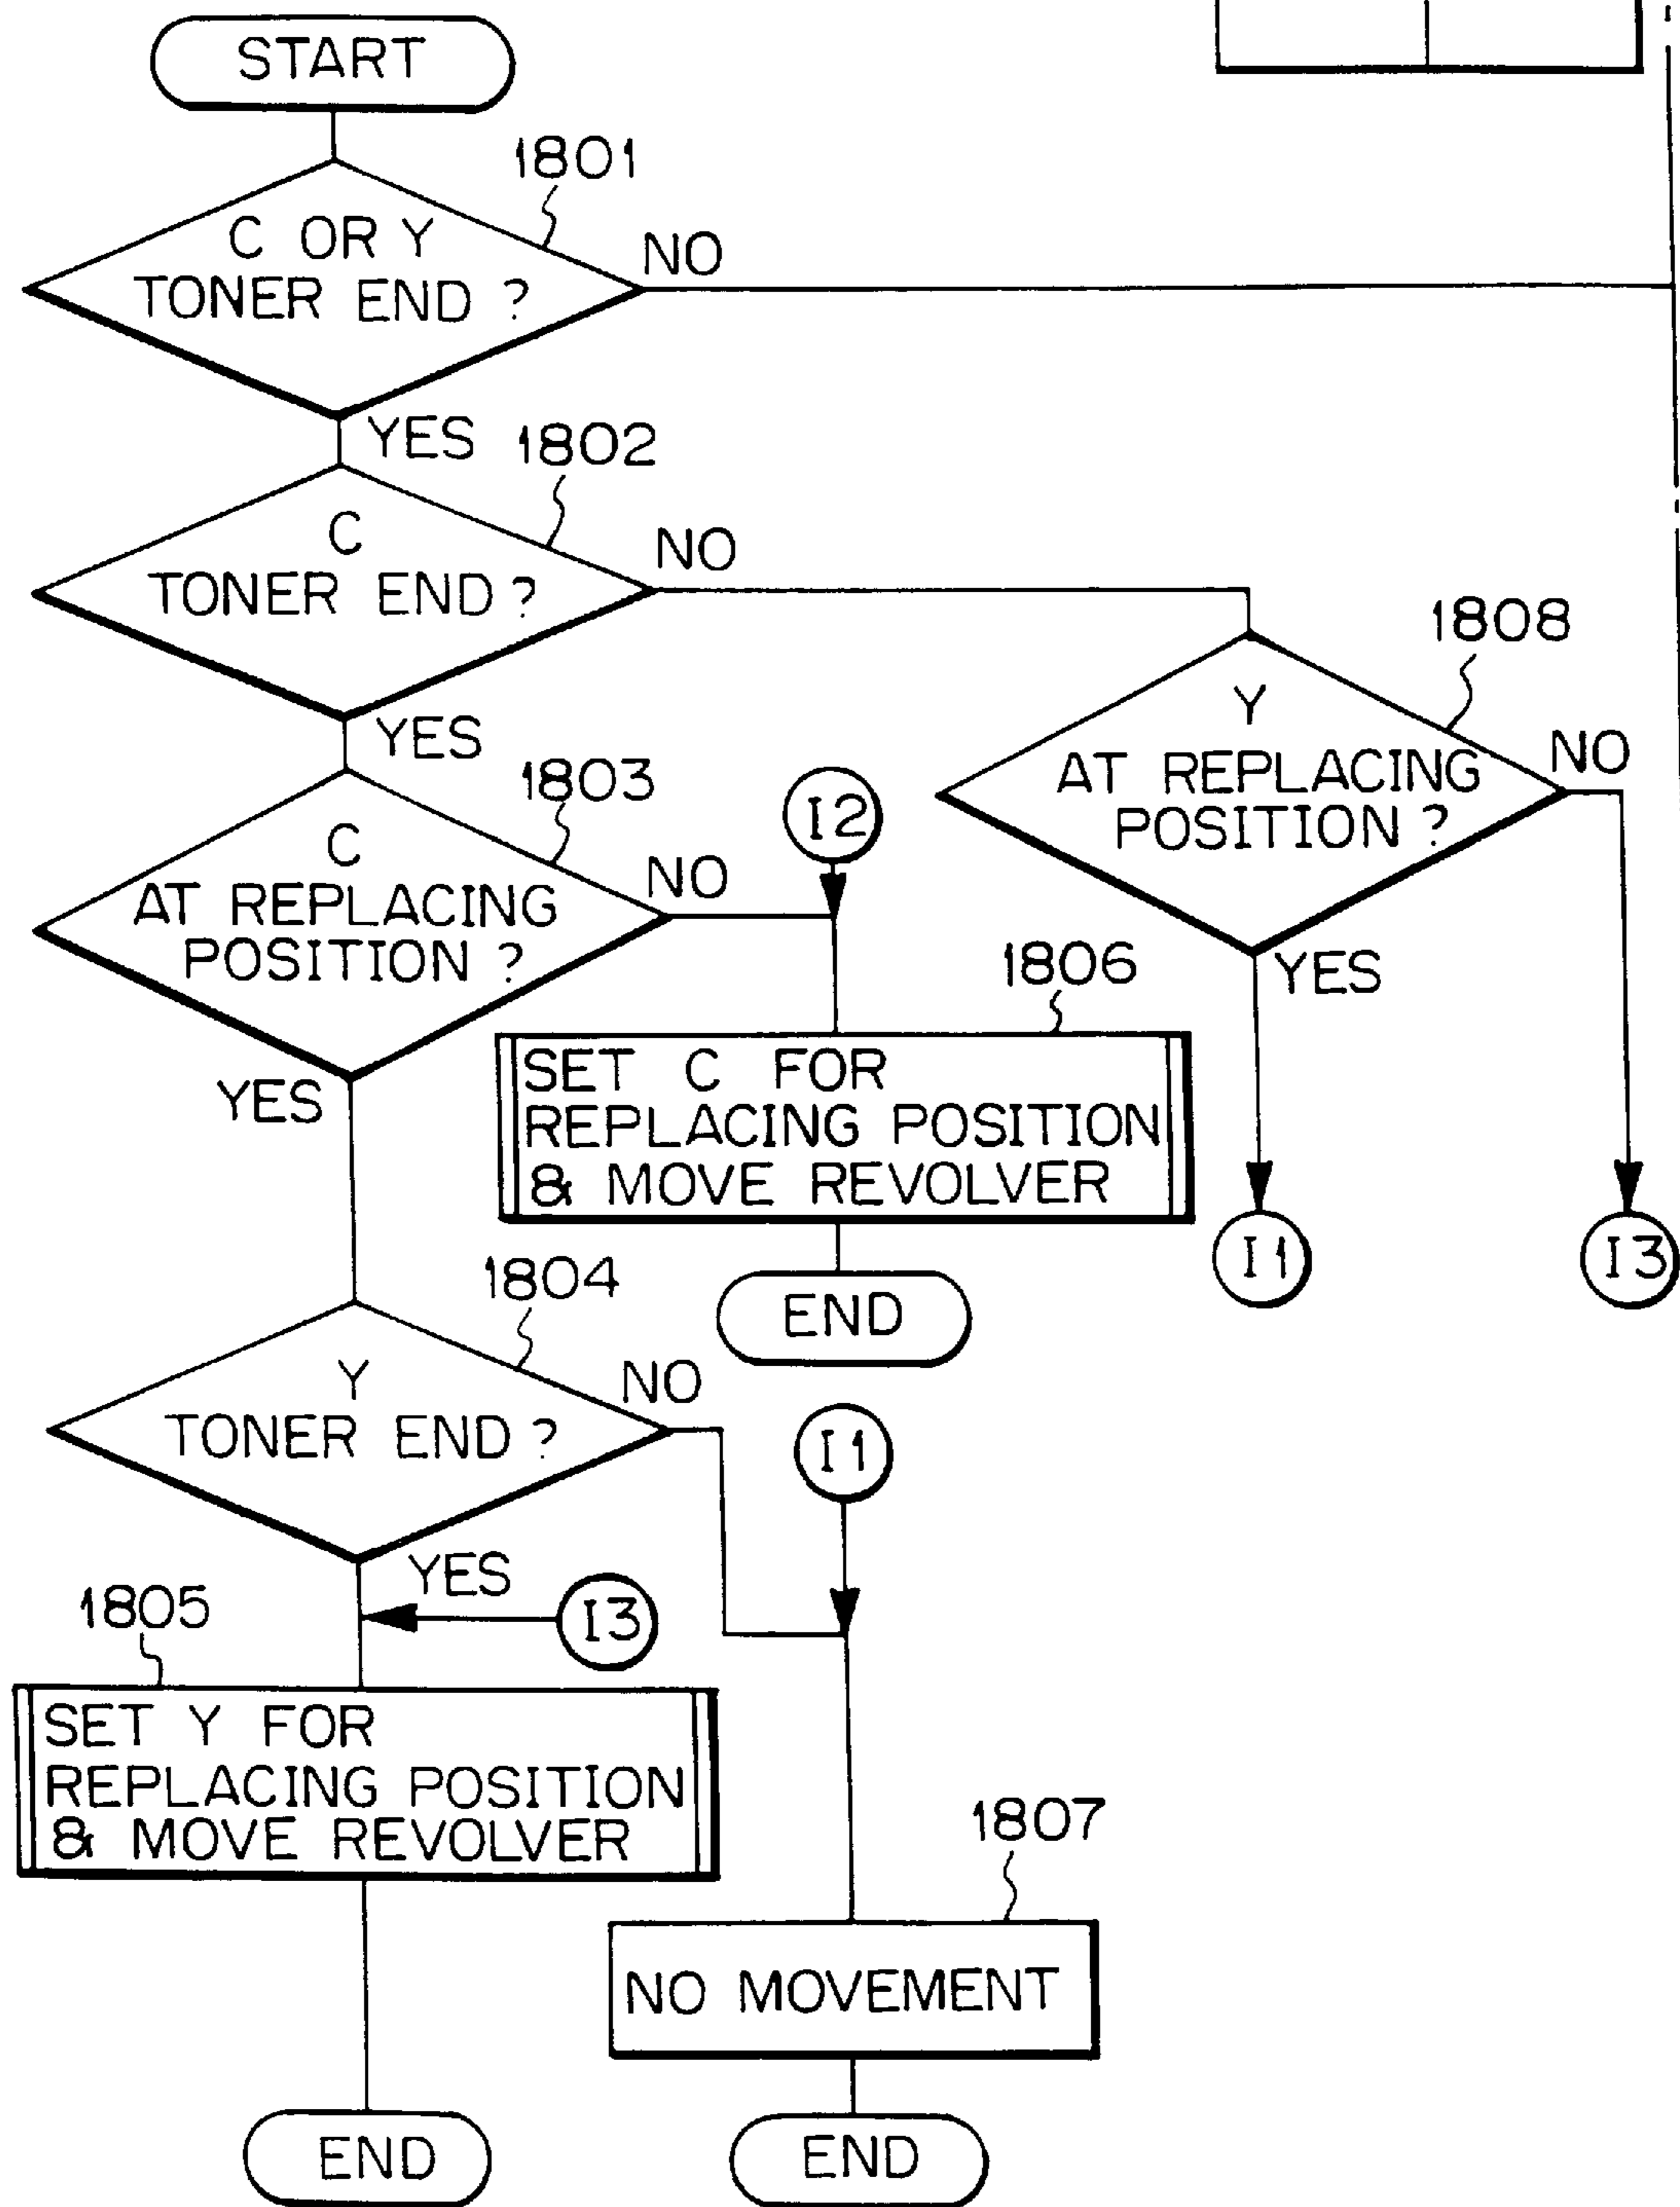 START
1801
C OR Y
TONER END ?
NO
YES
1802
C
TONER END ?
NO
1808
Y
AT REPLACING
POSITION ?
NO
YES
YES
1803
C
AT REPLACING
POSITION ?
NO
I2
YES
1806
SET C FOR
REPLACING POSITION
& MOVE REVOLVER
I1
I3
END
1804
Y
TONER END ?
NO
I1
YES
I3
1805
SET Y FOR
REPLACING POSITION
& MOVE REVOLVER
1807
NO MOVEMENT
END
END